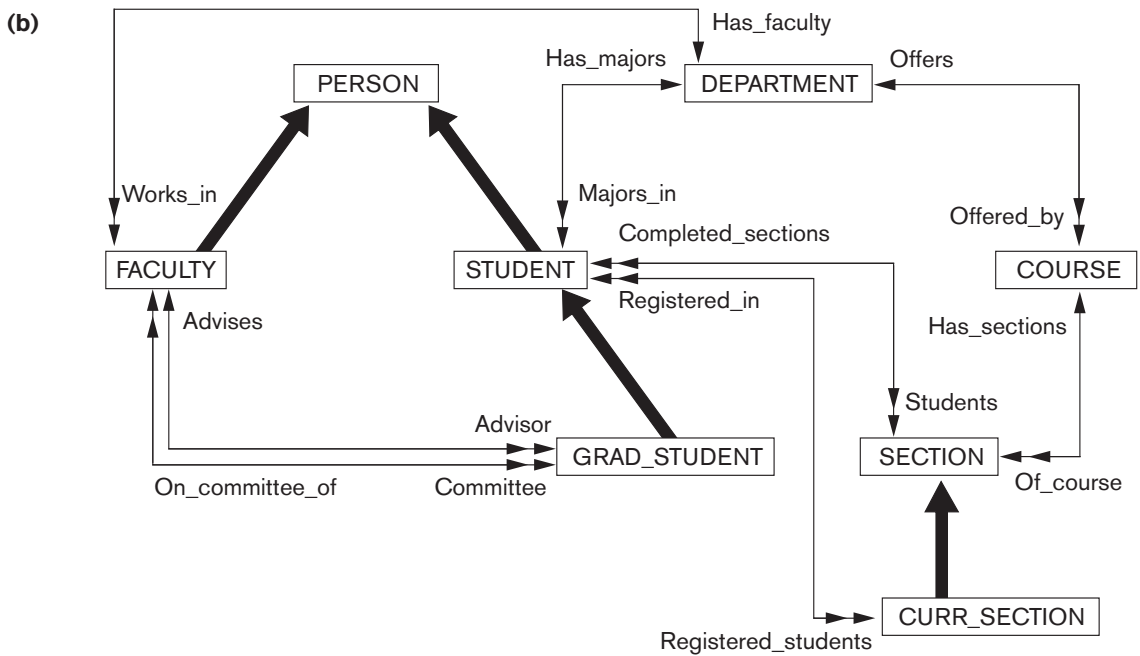 (b)
Has_faculty
Has_majors
Offers
PERSON
DEPARTMENT
Works_in
Majors_in
Offered_by
Completed_sections
FACULTY
STUDENT
COURSE
Advises
Registered_in
Has_sections
Students
Advisor
GRAD_STUDENT
SECTION
On_committee_of
Committee
Of_course
CURR_SECTION
Registered_students